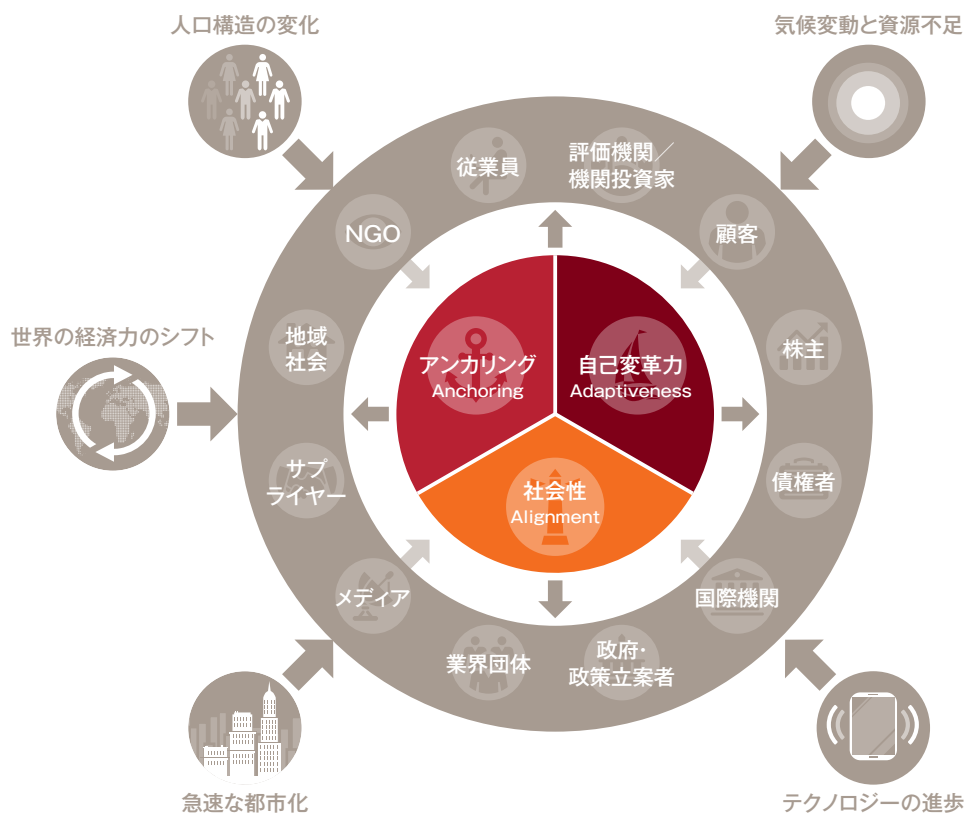 人口構造の変化
気候変動と資源不足
従業員
評価機関／
機関投資家
NGO
顧客
世界の経済力のシフト
地域
社会
株主
アンカリング
Anchoring
自己変革力
Adaptiveness
サプ
ライヤー
債権者
社会性
Alignment
メディア
国際機関
業界団体
政府・
政策立案者
急速な都市化
テクノロジーの進歩